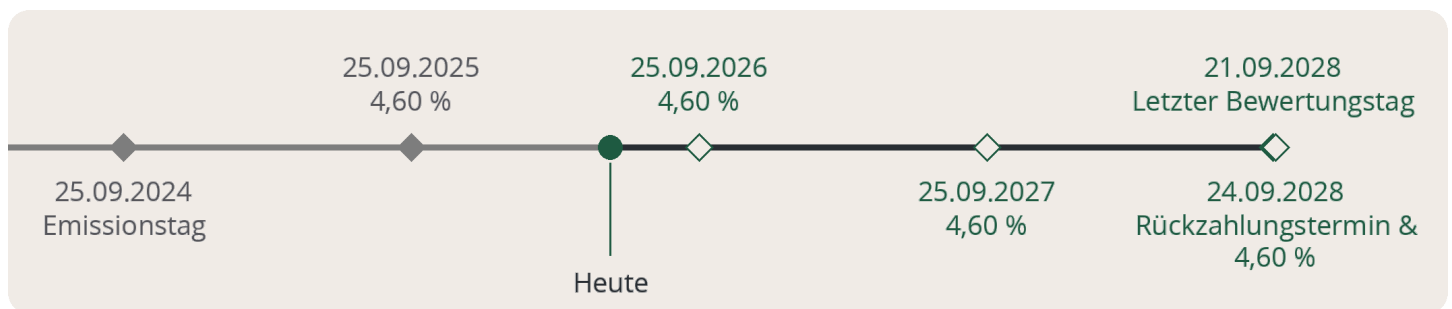 25.09.2025
4,60 %
25.09.2026
4,60 %
21.09.2028
Letzter Bewertungstag
25.09.2024
Emissionstag
25.09.2027
4,60 %
24.09.2028
Rückzahlungstermin &
4,60 %
Heute